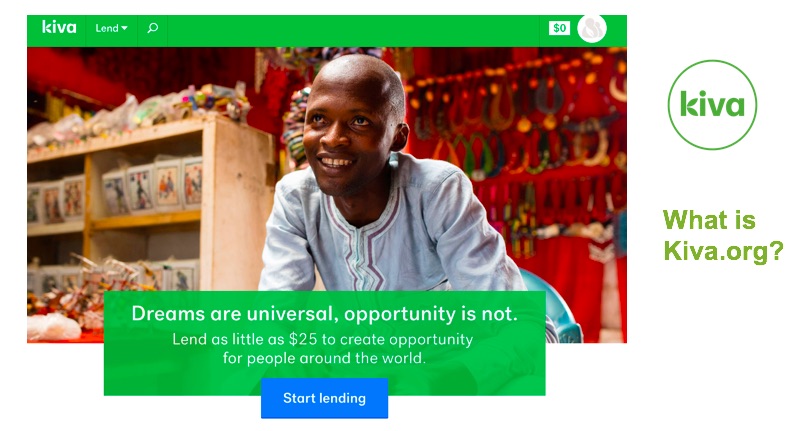 kiva Lend $0
kiva
What is
Kiva.org?
Dreams are universal, opportunity is not.
Lend as little as $25 to create opportunity
for people around the world.
Start lending